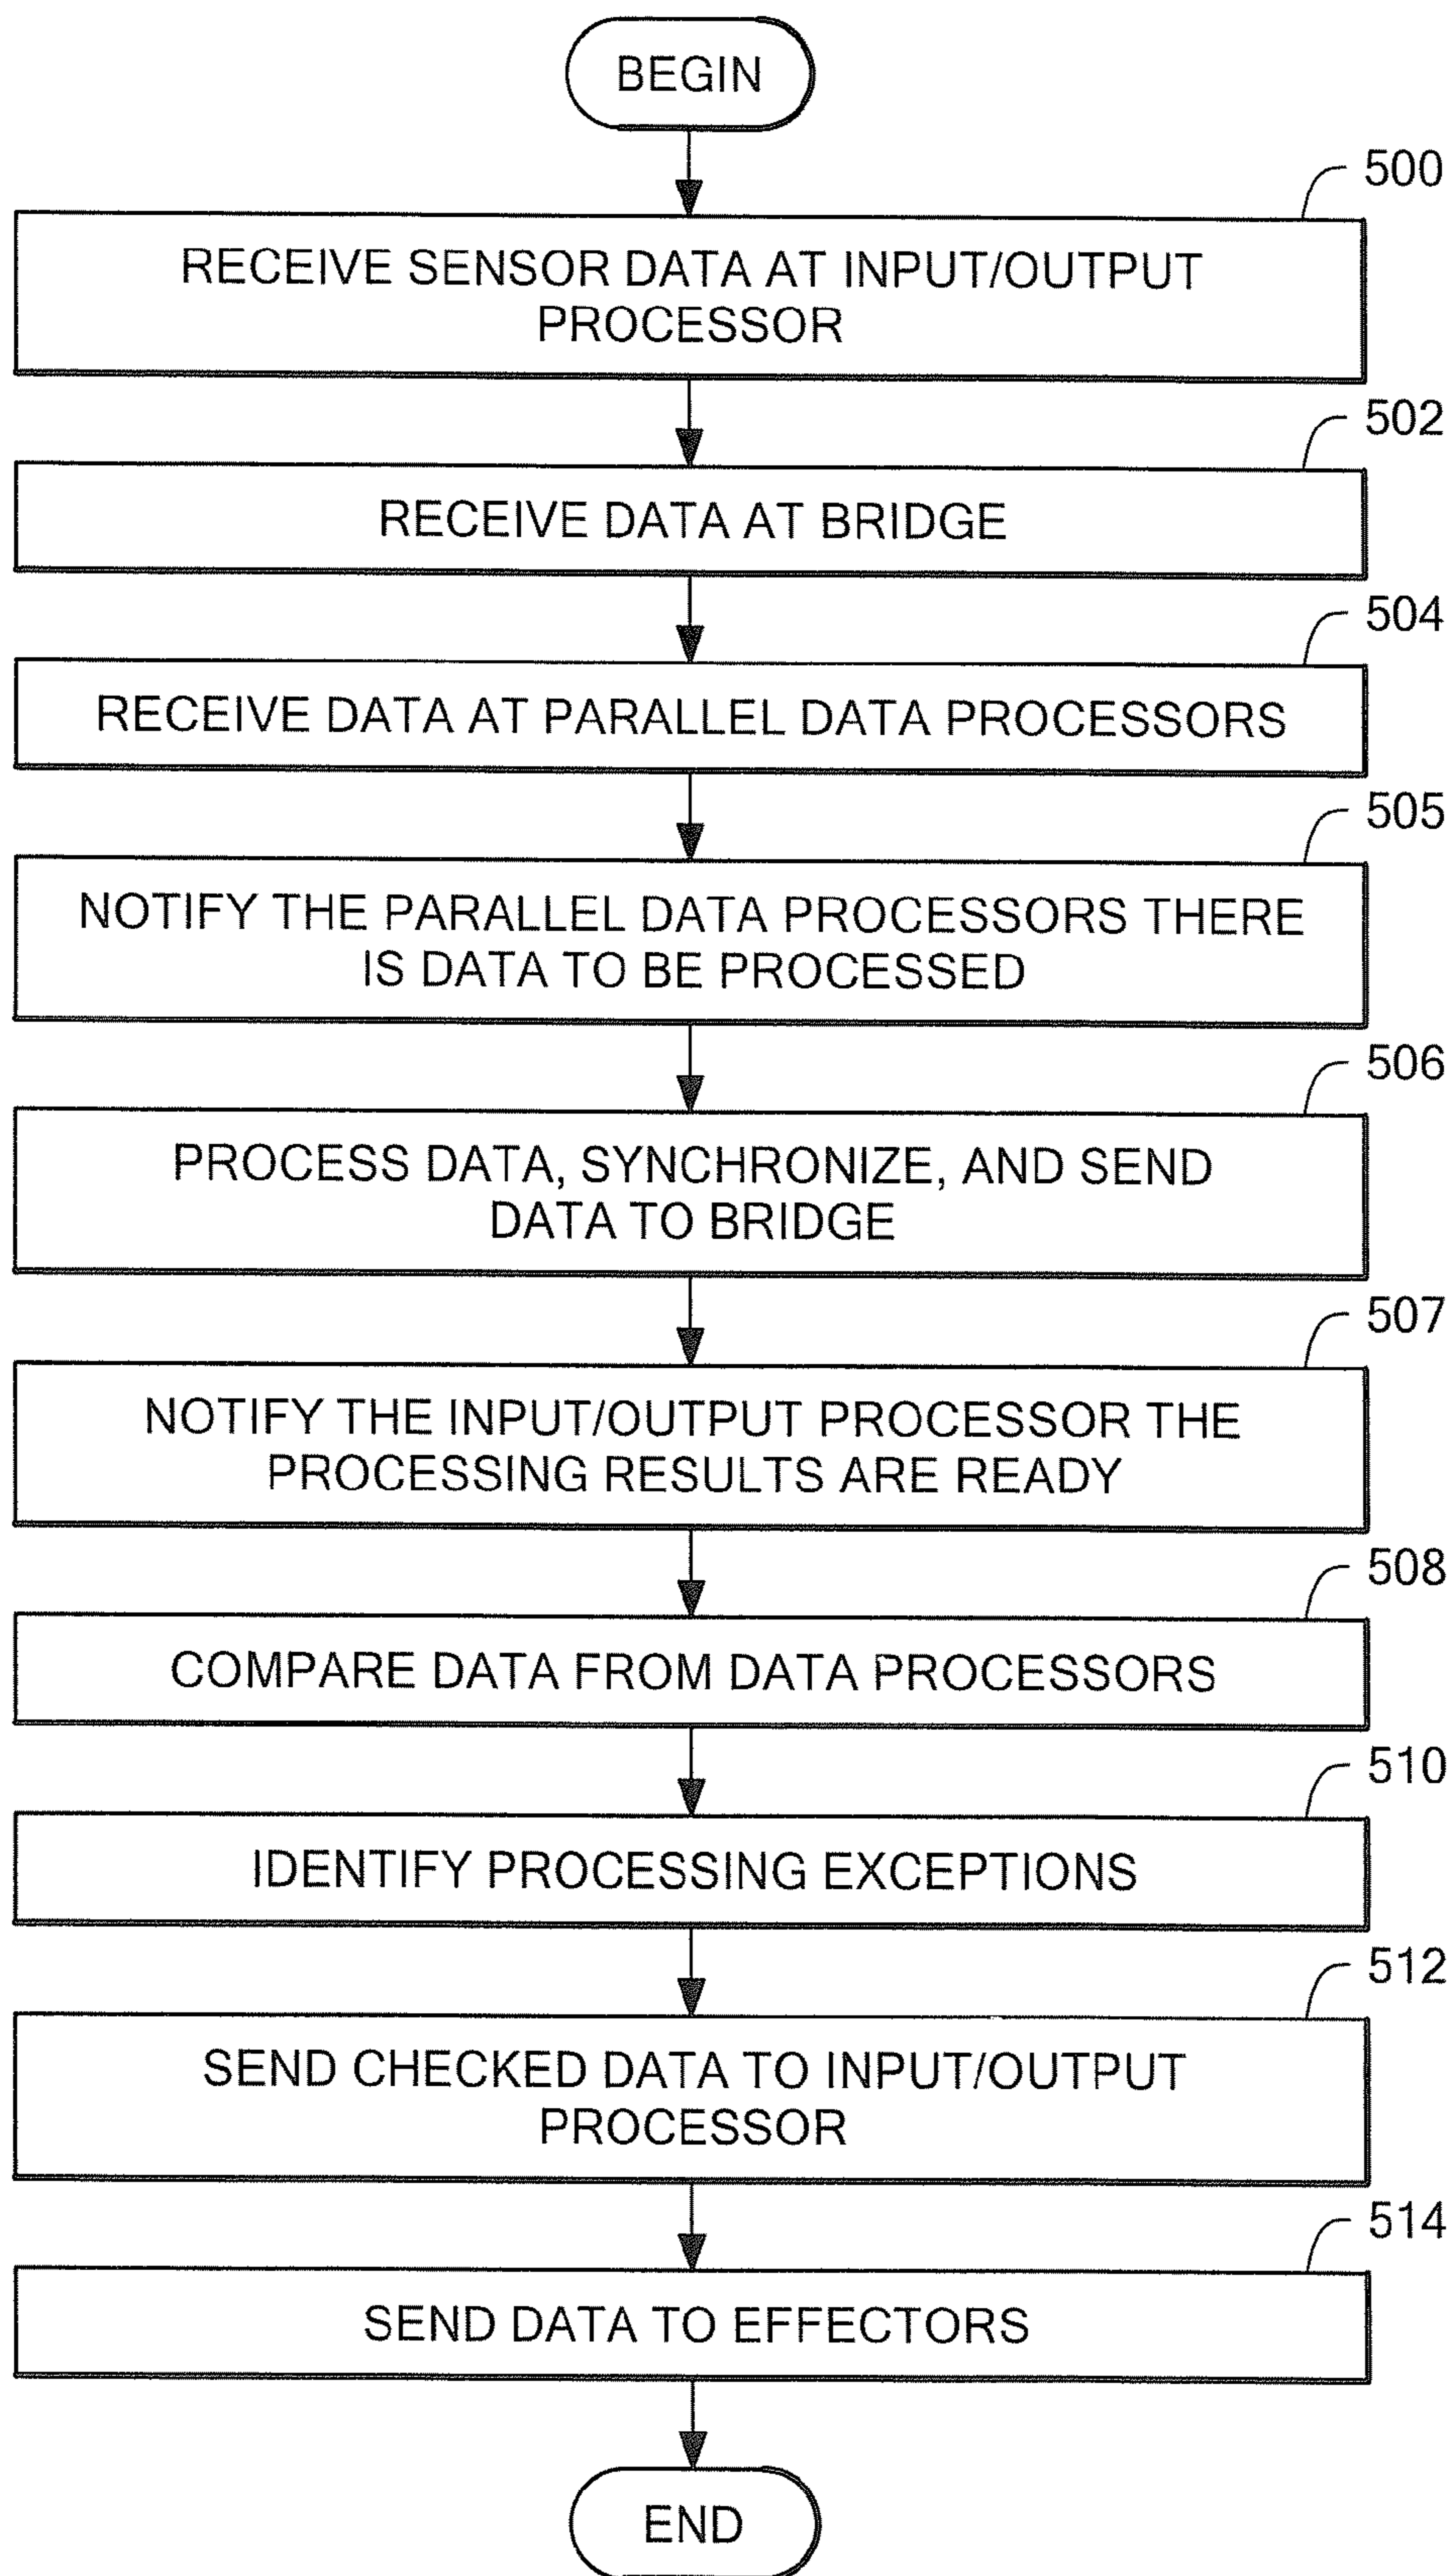 BEGIN
500
RECEIVE SENSOR DATA AT INPUT/OUTPUT
PROCESSOR
502
RECEIVE DATA AT BRIDGE
504
RECEIVE DATA AT PARALLEL DATA PROCESSORS
505
NOTIFY THE PARALLEL DATA PROCESSORS THERE
IS DATA TO BE PROCESSED
506
PROCESS DATA, SYNCHRONIZE, AND SEND
DATA TO BRIDGE
507
NOTIFY THE INPUT/OUTPUT PROCESSOR THE
PROCESSING RESULTS ARE READY
508
COMPARE DATA FROM DATA PROCESSORS
510
IDENTIFY PROCESSING EXCEPTIONS
512
SEND CHECKED DATA TO INPUT/OUTPUT
PROCESSOR
514
SEND DATA TO EFFECTORS
END